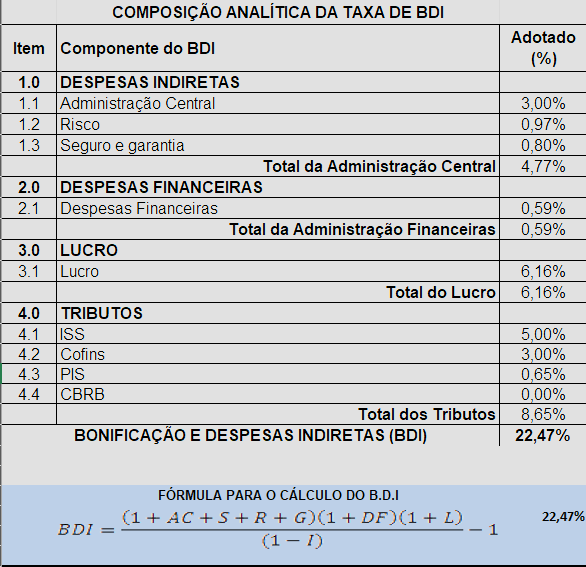 COMPOSIÇÃO ANALÍTICA DA TAXA DE BDI
Item Componente do BDI Adotado (%)
1.0 DESPESAS INDIRETAS
1.1 Administração Central 3,00%
1.2 Risco 0,97%
1.3 Seguro e garantia 0,80%
Total da Administração Central 4,77%
2.0 DESPESAS FINANCEIRAS
2.1 Despesas Financeiras 0,59%
Total da Administração Financeiras 0,59%
3.0 LUCRO
3.1 Lucro 6,16%
Total do Lucro 6,16%
4.0 TRIBUTOS
4.1 ISS 5,00%
4.2 Cofins 3,00%
4.3 PIS 0,65%
4.4 CBRB 0,00%
Total dos Tributos 8,65%
BONIFICAÇÃO E DESPESAS INDIRETAS (BDI) 22,47%
FÓRMULA PARA O CÁLCULO DO B.D.I
BDI = (1 + AC + S + R + G)(1 + DF)(1 + L) / (1 − I) − 1 22,47%